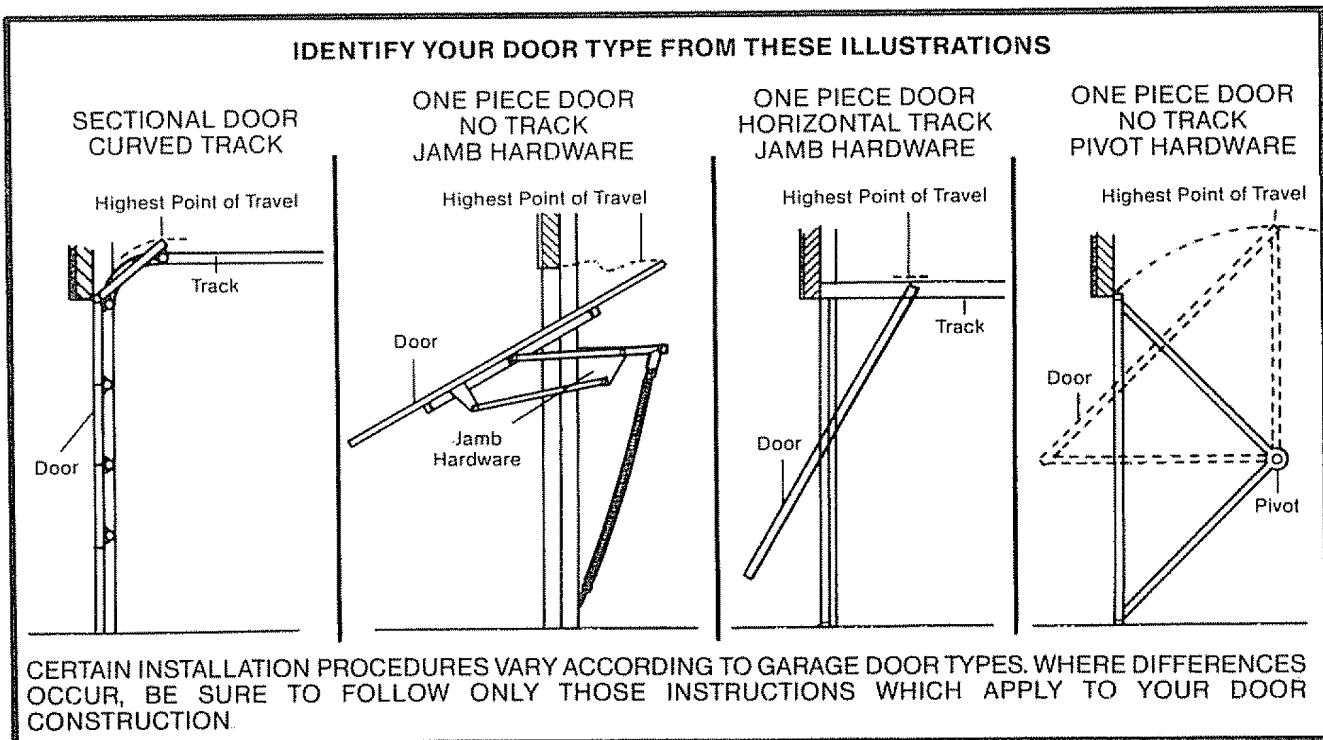 IDENTIFY YOUR DOOR TYPE FROM THESE ILLUSTRATIONS
SECTIONAL DOOR
CURVED TRACK
Highest Point of Travel
Track
Door
ONE PIECE DOOR
NO TRACK
JAMB HARDWARE
Highest Point of Travel
Door
Jamb
Hardware
ONE PIECE DOOR
HORIZONTAL TRACK
JAMB HARDWARE
Highest Point of Travel
Track
Door
ONE PIECE DOOR
NO TRACK
PIVOT HARDWARE
Highest Point of Travel
Door
Pivot
CERTAIN INSTALLATION PROCEDURES VARY ACCORDING TO GARAGE DOOR TYPES. WHERE DIFFERENCES
OCCUR, BE SURE TO FOLLOW ONLY THOSE INSTRUCTIONS WHICH APPLY TO YOUR DOOR
CONSTRUCTION.